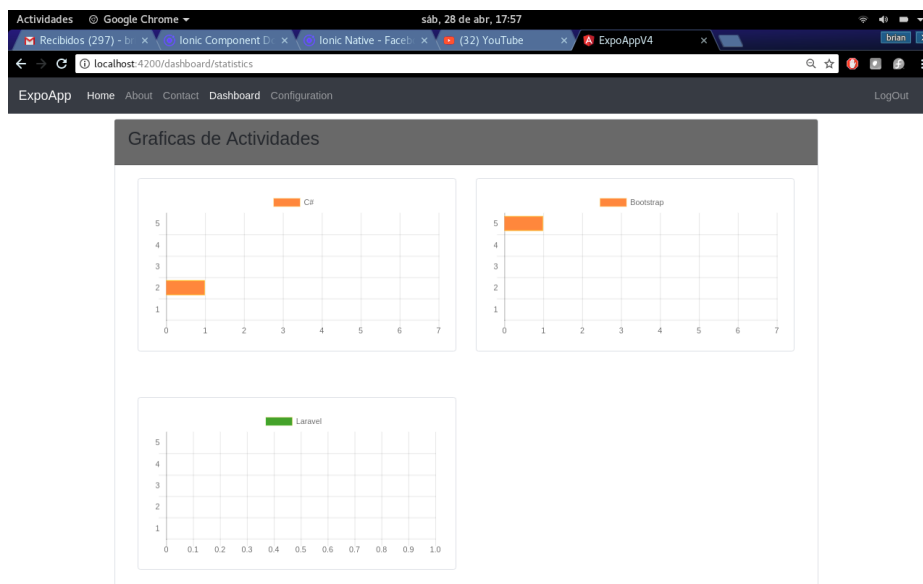 Actividades Google Chrome sáb, 28 de abr, 17:57
Recibidos (297) - br Ionic Component Do Ionic Native - Faceb (32) YouTube ExpoAppV4 brian
localhost:4200/dashboard/statistics
ExpoApp Home About Contact Dashboard Configuration LogOut
Graficas de Actividades
C#
5
4
3
2
1
0 1 2 3 4 5 6 7
Bootstrap
5
4
3
2
1
0 1 2 3 4 5 6 7
Laravel
5
4
3
2
1
0 0.1 0.2 0.3 0.4 0.5 0.6 0.7 0.8 0.9 1.0